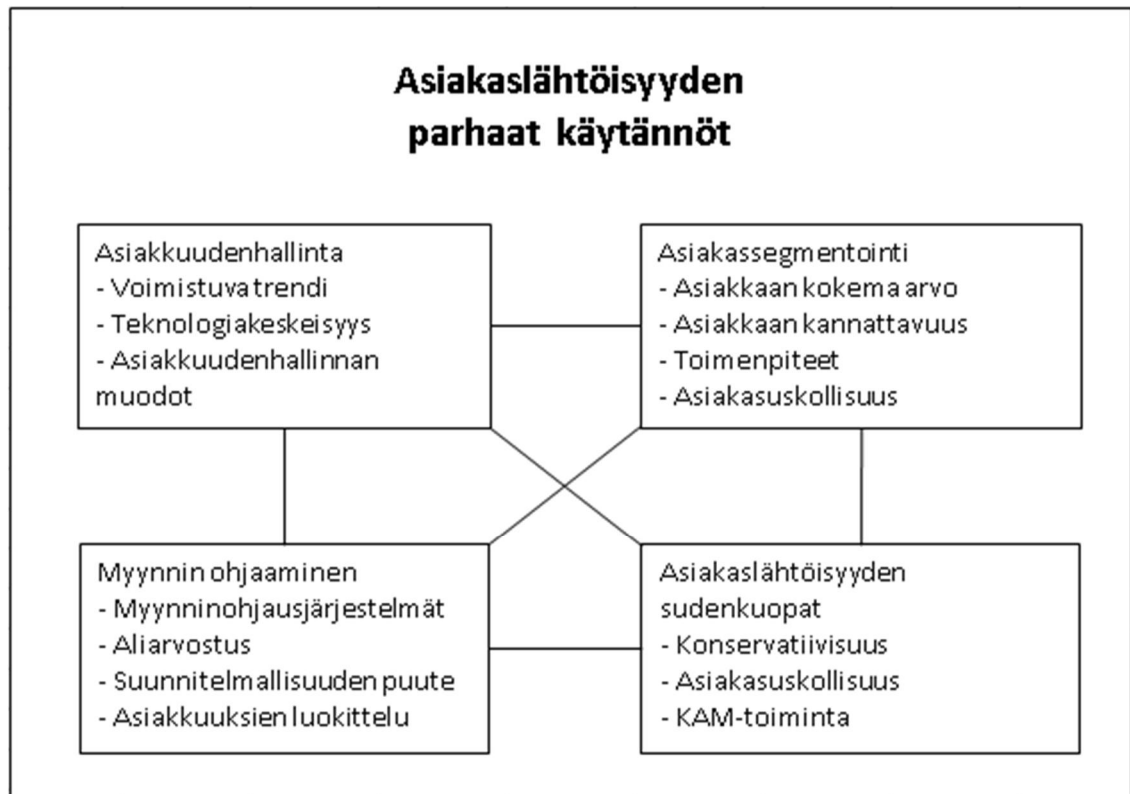 Asiakaslähtöisyyden
parhaat käytännöt
Asiakkuudenhallinta
- Voimistuva trendi
- Teknologiakeskeisyys
- Asiakkuudenhallinnan
muodot
Asiakassegmentointi
- Asiakkaan kokema arvo
- Asiakkaan kannattavuus
- Toimenpiteet
- Asiakasuskollisuus
Myynnin ohjaaminen
- Myynninohjausjärjestelmät
- Aliarvostus
- Suunnitelmallisuuden puute
- Asiakkuuksien luokittelu
Asiakaslähtöisyyden
sudenkuopat
- Konservatiivisuus
- Asiakasuskollisuus
- KAM-toiminta